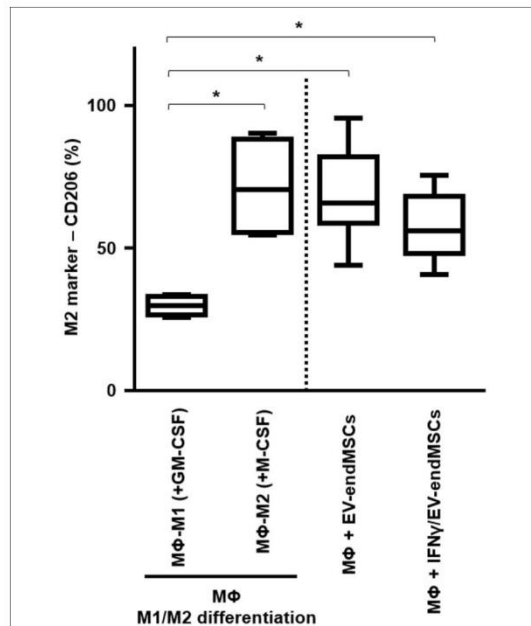 *
*
*
100
50
0
M2 marker – CD206 (%)
MΦ-M1 (+GM-CSF)
MΦ-M2 (+M-CSF)
MΦ + EV-endMSCs
MΦ + IFNγ/EV-endMSCs
MΦ
M1/M2 differentiation